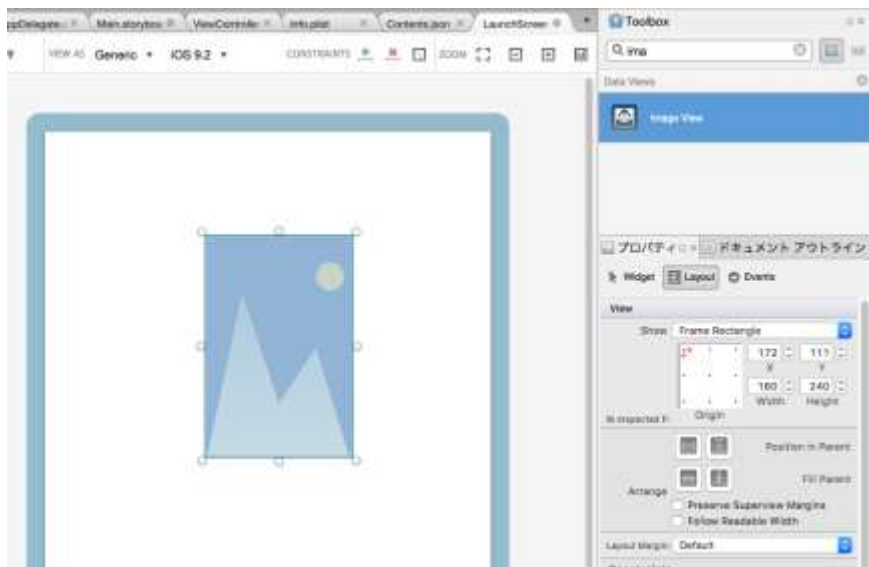 Main.storyboa
ViewController
Info.plist
Contents.json
LaunchScreen
VIEW AS Generic iOS 9.2 CONSTRAINTS ZOOM
Toolbox
ima
Data Views
Image View
プロパティ ドキュメント アウトライン
Widget Layout Events
View
Show Frame Rectangle
172 111
X Y
160 240
Width Height
Origin
Position in Parent
Fill Parent
Arrange
Preserve Superview Margins
Follow Readable Width
Layout Margin Default